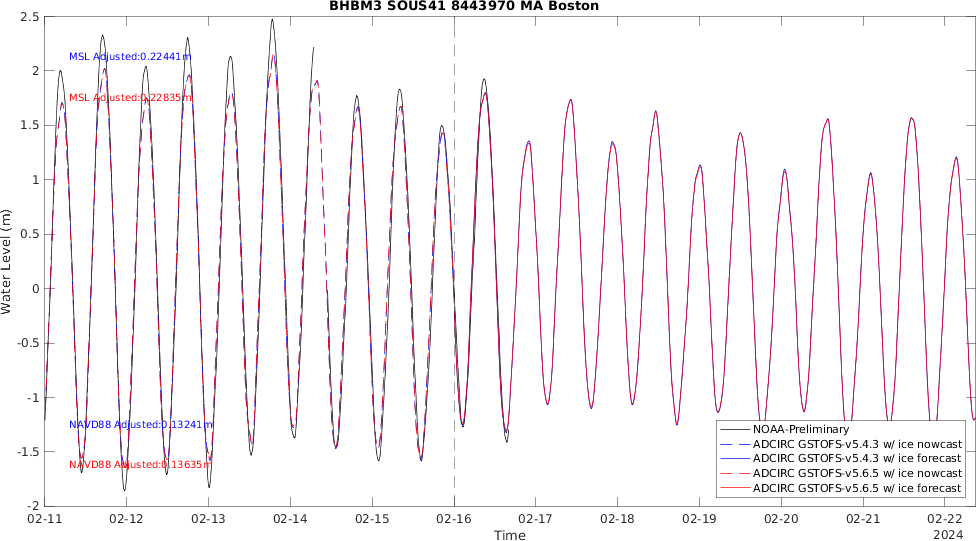 BHBM3 SOUS41 8443970 MA Boston
2.5
2
1.5
1
0.5
0
-0.5
-1
-1.5
-2
Water Level (m)
MSL Adjusted:0.22441m
MSL Adjusted:0.22835m
NAVD88 Adjusted:0.13241m
NAVD88 Adjusted:0.13635m
NOAA-Preliminary
ADCIRC GSTOFS-v5.4.3 w/ ice nowcast
ADCIRC GSTOFS-v5.4.3 w/ ice forecast
ADCIRC GSTOFS-v5.6.5 w/ ice nowcast
ADCIRC GSTOFS-v5.6.5 w/ ice forecast
02-11 02-12 02-13 02-14 02-15 02-16 02-17 02-18 02-19 02-20 02-21 02-22
Time
2024